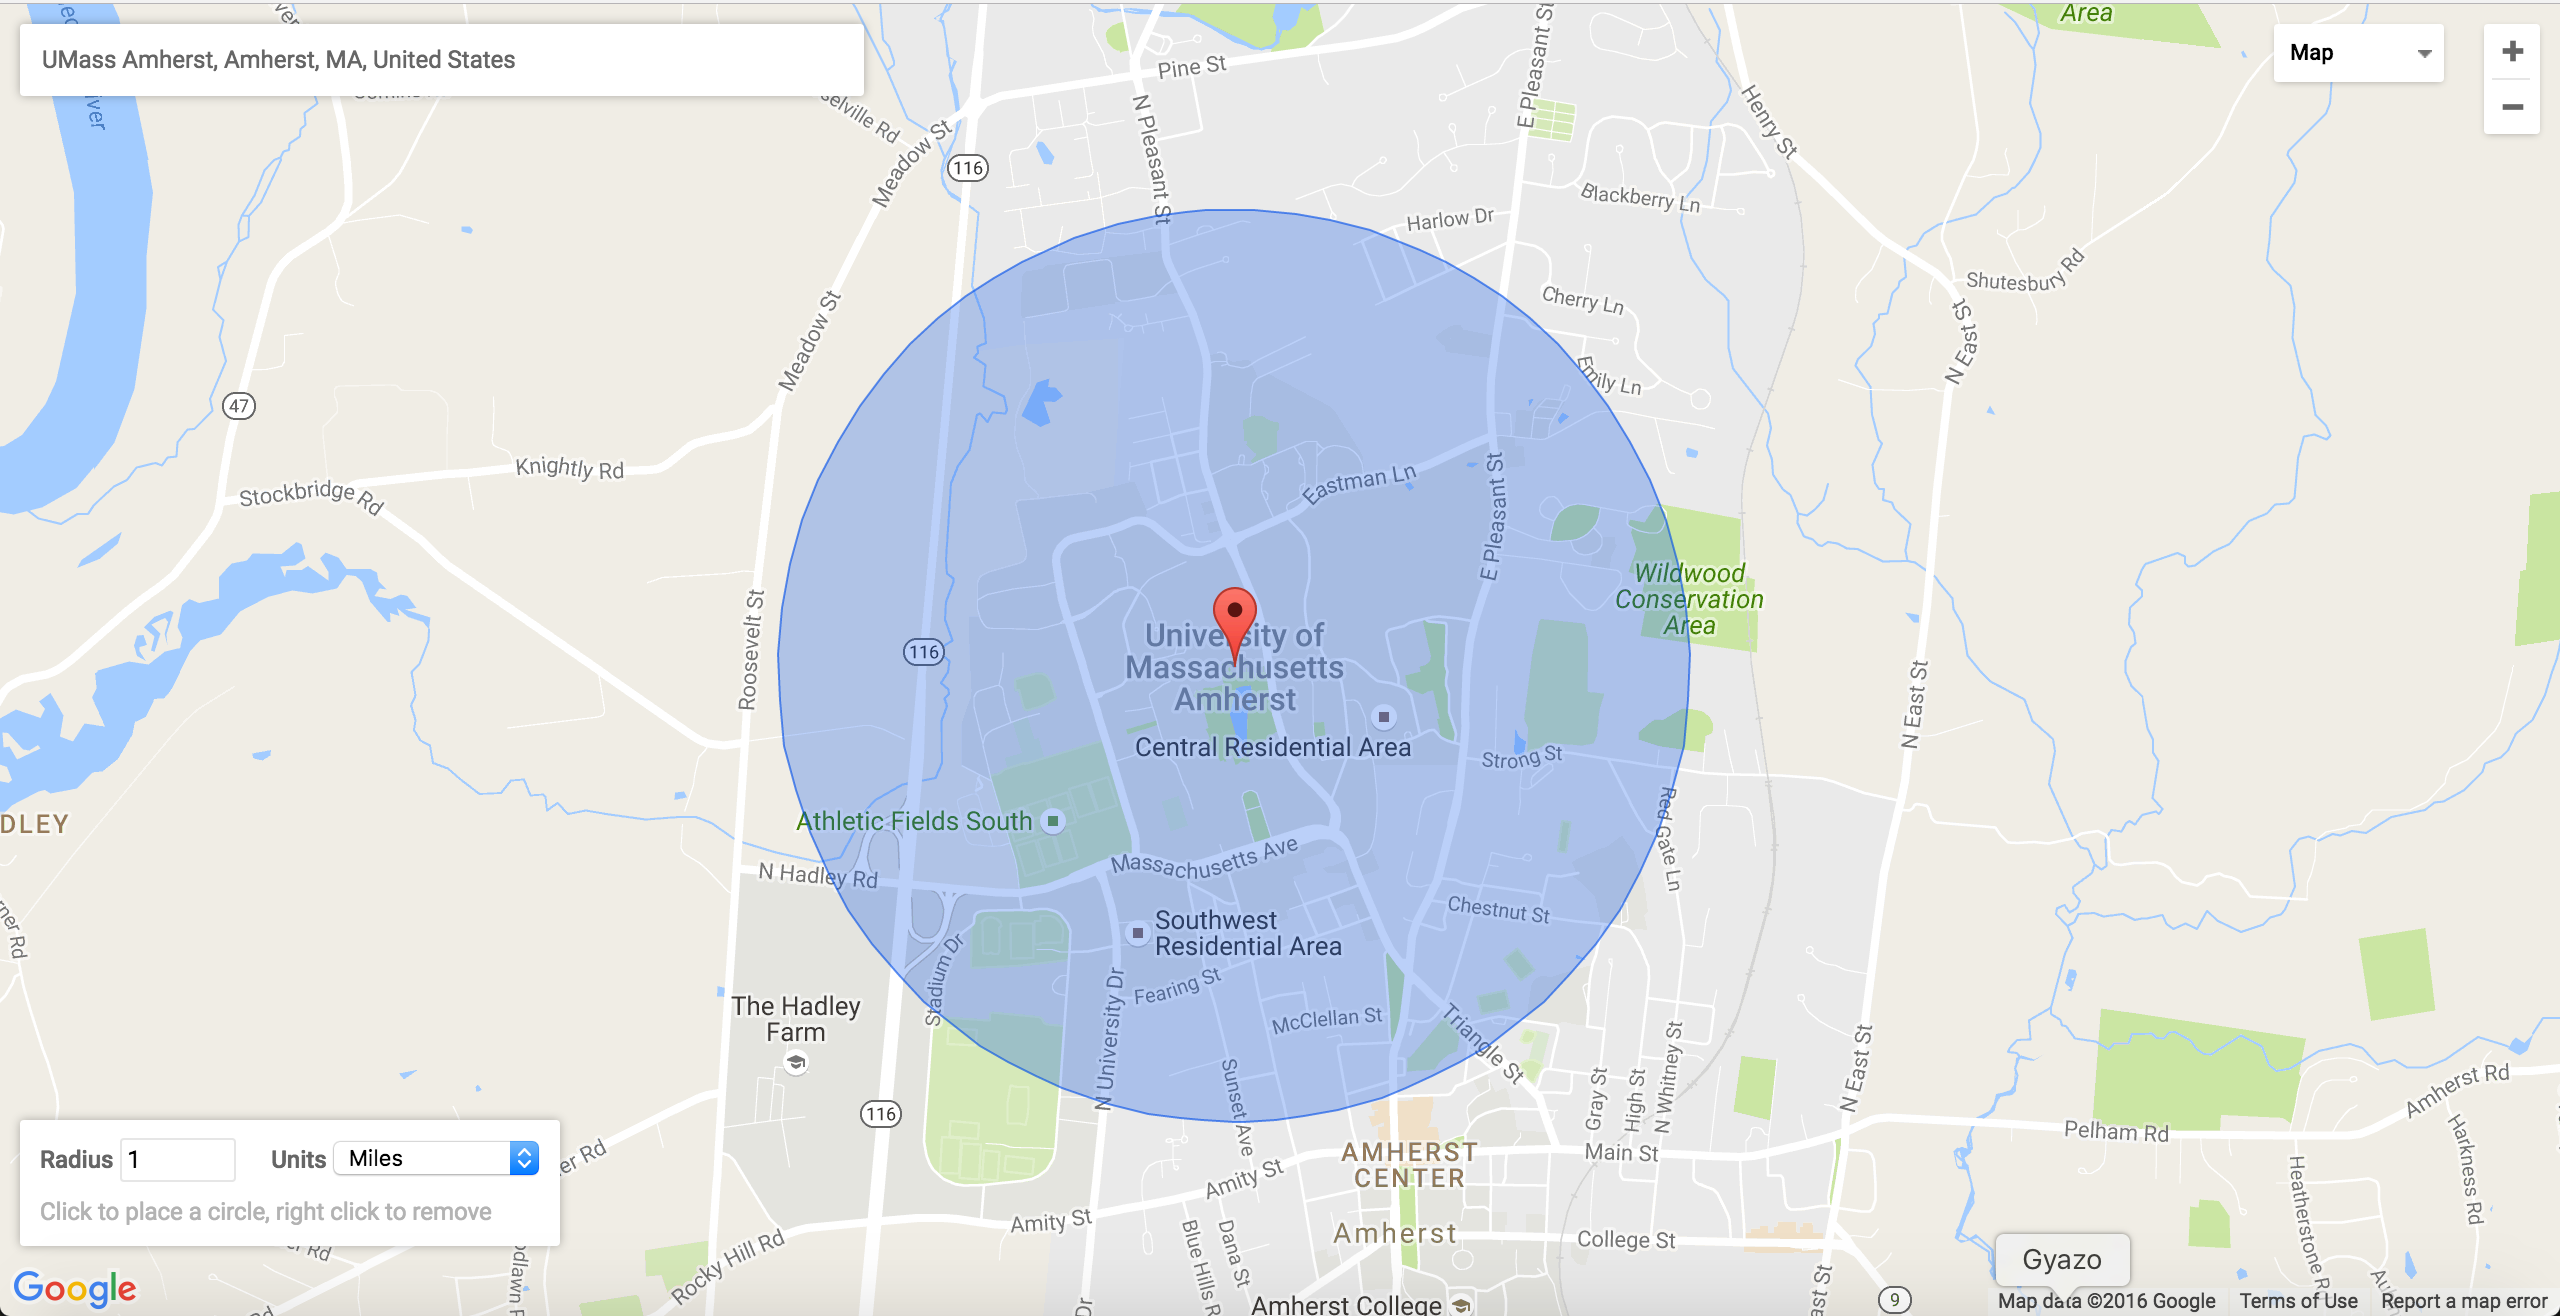 Area
UMass Amherst, Amherst, MA, United States
Map
Pine St
N Pleasant St
E Pleasant St
Henry St
Meadow St
116
Blackberry Ln
Harlow Dr
Shutesbury Rd
Cherry Ln
N East St
Meadow St
Emily Ln
47
Knightly Rd
Stockbridge Rd
Eastman Ln
E Pleasant St
Wildwood
Conservation
Area
Roosevelt St
116
University of
Massachusetts
Amherst
N East St
Central Residential Area
Strong St
DLEY
Athletic Fields South
Red Gate Ln
Massachusetts Ave
N Hadley Rd
Chestnut St
Southwest
Residential Area
Stadium Dr
Fearing St
N University Dr
The Hadley
Farm
McClellan St
Triangle St
Sunset Ave
Gray St
High St
N Whitney St
N East St
116
Amherst Rd
Pelham Rd
Harkness Rd
Heatherstone Rd
AMHERST
CENTER
Main St
Radius 1 Units Miles
Click to place a circle, right click to remove
Amity St
Amity St
Amherst
College St
Blue Hills R
Dana St
Rocky Hill Rd
Gyazo
Google
Amherst College
9
Map data ©2016 Google Terms of Use Report a map error